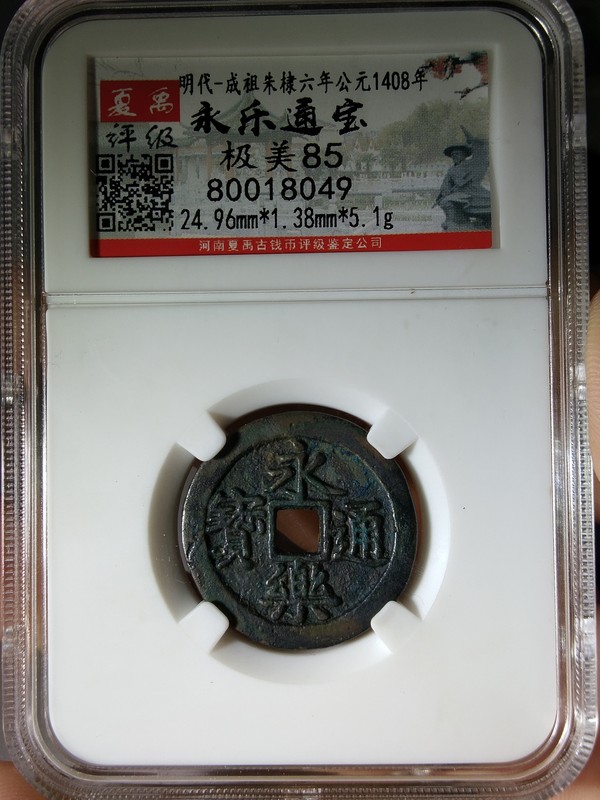 明代-成祖朱棣六年公元1408年
夏禹
评级
永乐通宝
极美85
80018049
24.96mm*1.38mm*5.1g
河南夏禹古钱币评级鉴定公司
永樂通寶